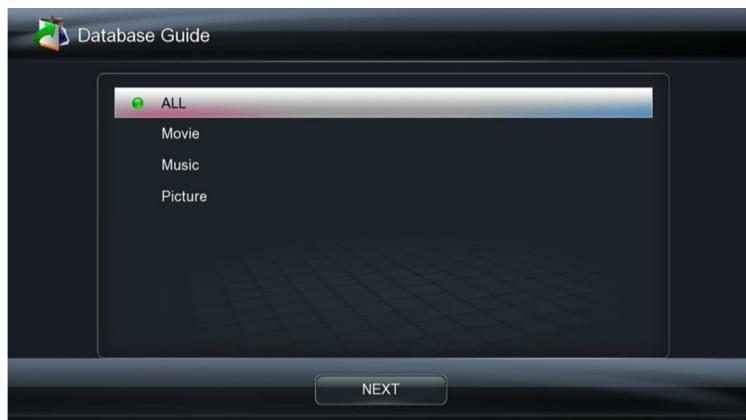 Database Guide
ALL
Movie
Music
Picture
NEXT